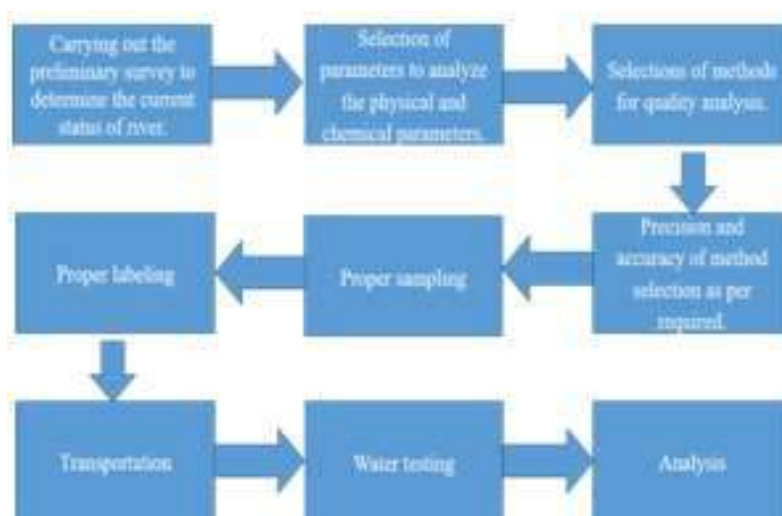 Carrying out the
preliminary survey to
determine the current
status of river.
Selection of
parameters to analyze
the physical and
chemical parameters.
Selections of methods
for quality analysis.
Precision and
accuracy of method
selection as per
required.
Proper sampling
Proper labeling
Transportation
Water testing
Analysis